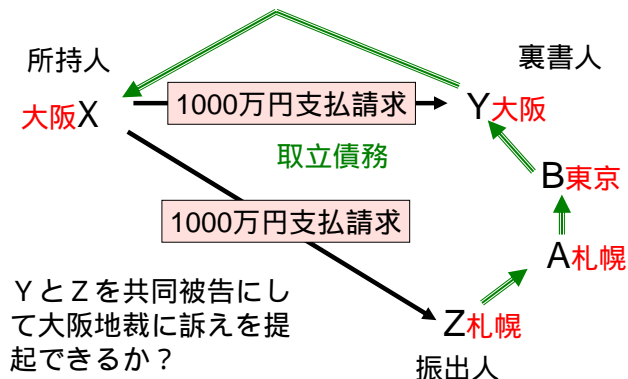 所持人
裏書人
大阪X
1000万円支払請求
Y大阪
取立債務
B東京
1000万円支払請求
A札幌
ＹとＺを共同被告にし
て大阪地裁に訴えを提
起できるか？
Z札幌
振出人